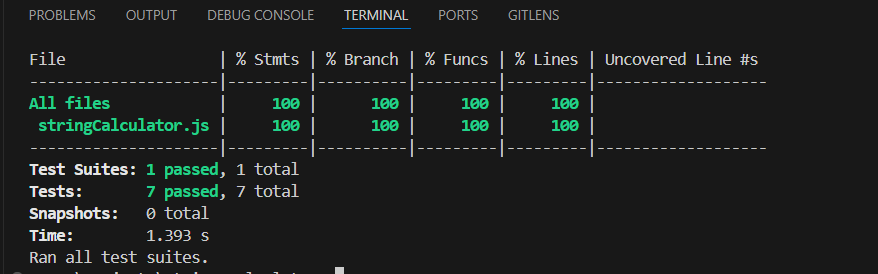 PROBLEMS OUTPUT DEBUG CONSOLE TERMINAL PORTS GITLENS
File | % Stmts | % Branch | % Funcs | % Lines | Uncovered Line #s
--------------------|---------|----------|---------|---------|-------------------
All files | 100 | 100 | 100 | 100 |
stringCalculator.js | 100 | 100 | 100 | 100 |
--------------------|---------|----------|---------|---------|-------------------
Test Suites: 1 passed, 1 total
Tests: 7 passed, 7 total
Snapshots: 0 total
Time: 1.393 s
Ran all test suites.